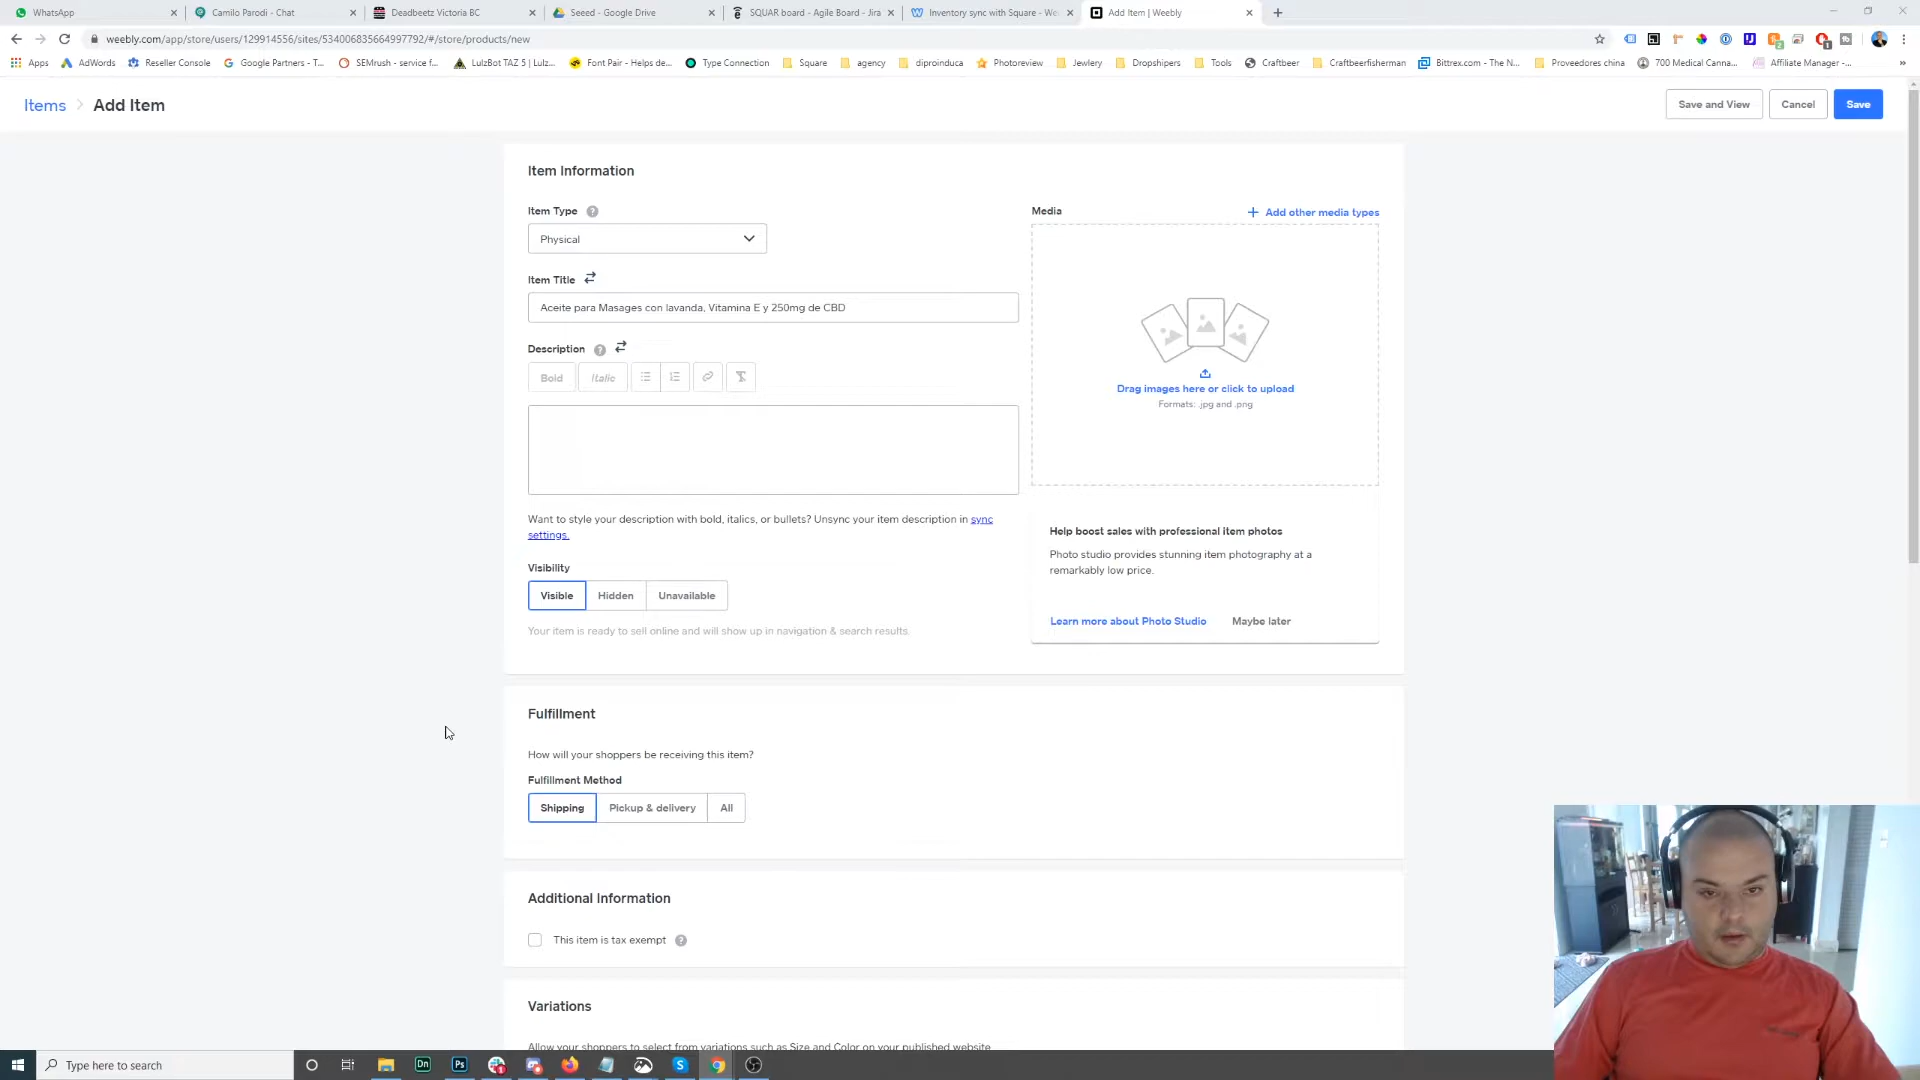 WhatsApp
Camilo Parodi - Chat
Deadbeetz Victoria BC
Seeed - Google Drive
SQUAR board - Agile Board - Jira
Inventory sync with Square - We
Add Item | Weebly
weebly.com/app/store/users/129914556/sites/534006835664997792/#/store/products/new
Apps
AdWords
Reseller Console
Google Partners - T...
SEMrush - service f...
LulzBot TAZ 5 | Lulz...
Font Pair - Helps de...
Type Connection
Square
agency
diproinduca
Photoreview
Jewlery
Dropshipers
Tools
Craftbeer
Craftbeerfisherman
Bittrex.com - The N...
Proveedores china
700 Medical Canna...
Affiliate Manager -...
Items
Add Item
Save and View
Cancel
Save
Item Information
Item Type
Physical
Item Title
Aceite para Masages con lavanda, Vitamina E y 250mg de CBD
Description
Bold
Italic
Want to style your description with bold, italics, or bullets? Unsync your item description in sync
settings.
Visibility
Visible
Hidden
Unavailable
Your item is ready to sell online and will show up in navigation & search results.
Media
Add other media types
Drag images here or click to upload
Formats: .jpg and .png
Help boost sales with professional item photos
Photo studio provides stunning item photography at a
remarkably low price.
Learn more about Photo Studio
Maybe later
Fulfillment
How will your shoppers be receiving this item?
Fulfillment Method
Shipping
Pickup & delivery
All
Additional Information
This item is tax exempt
Variations
Allow your shoppers to select from variations such as Size and Color on your published website
Type here to search
Dn
Ps